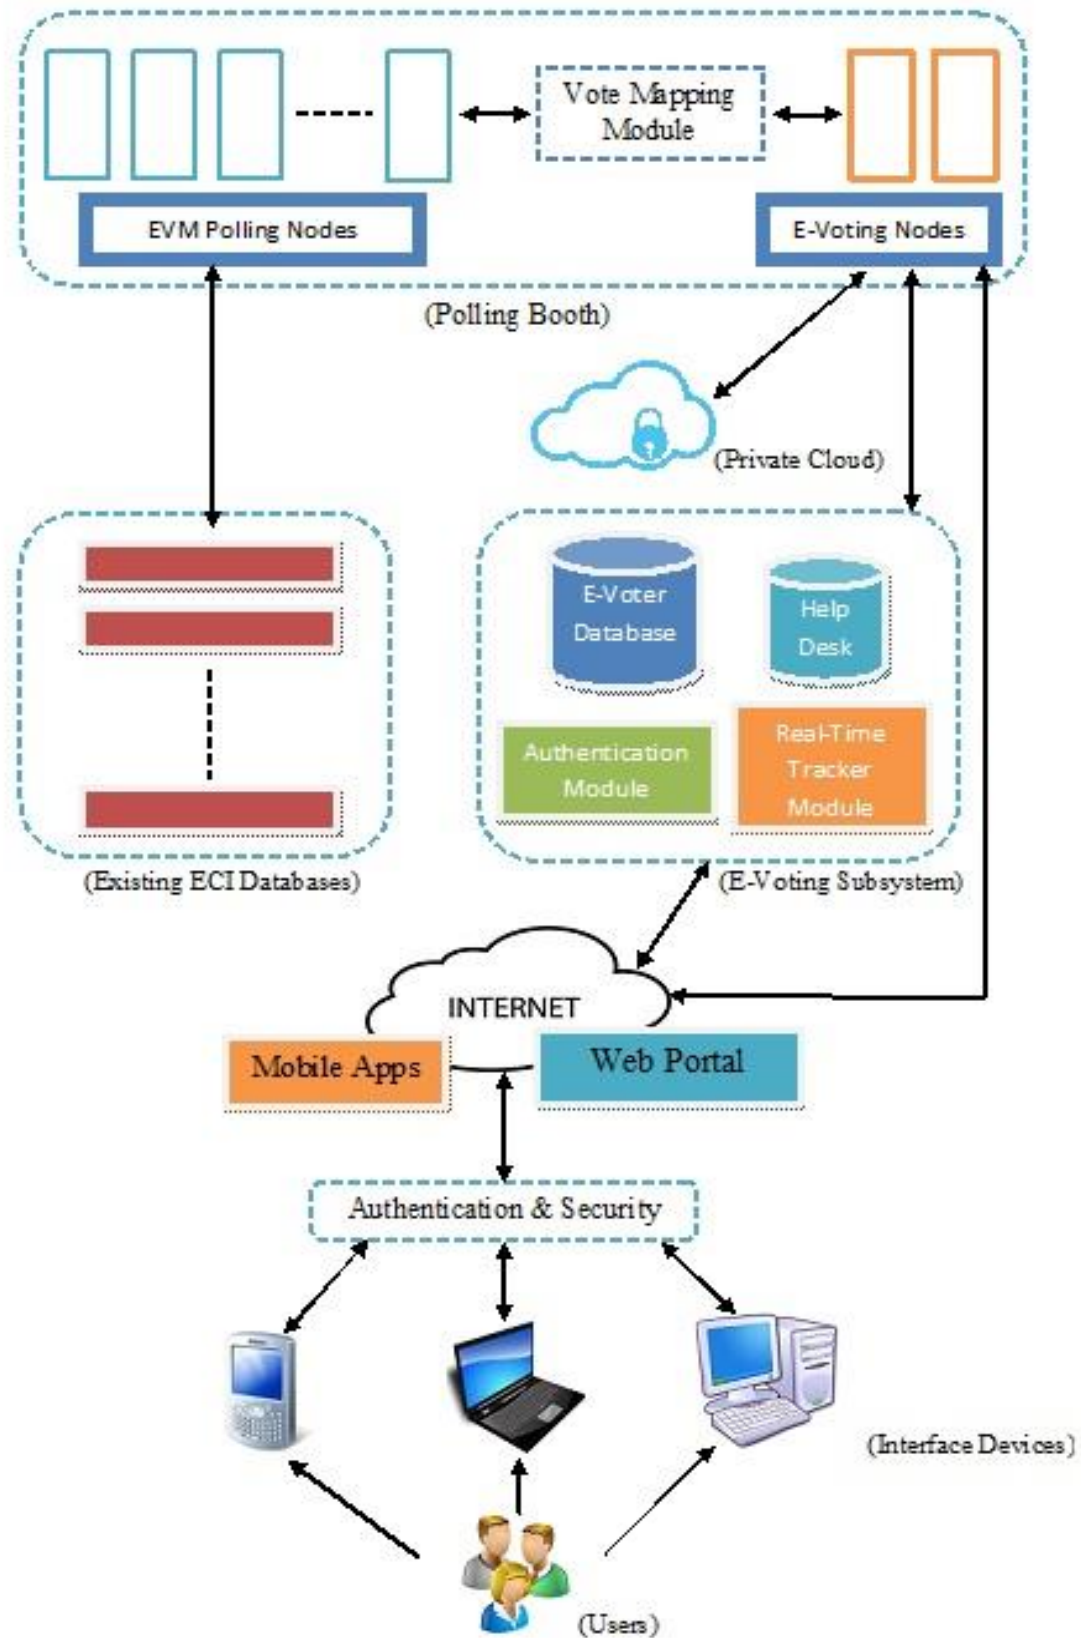 Vote Mapping
Module
EVM Polling Nodes
E-Voting Nodes
(Polling Booth)
(Private Cloud)
E-Voter
Database
Help
Desk
Authentication
Module
Real-Time
Tracker
Module
(Existing ECI Databases)
(E-Voting Subsystem)
INTERNET
Mobile Apps
Web Portal
Authentication & Security
(Interface Devices)
(Users)